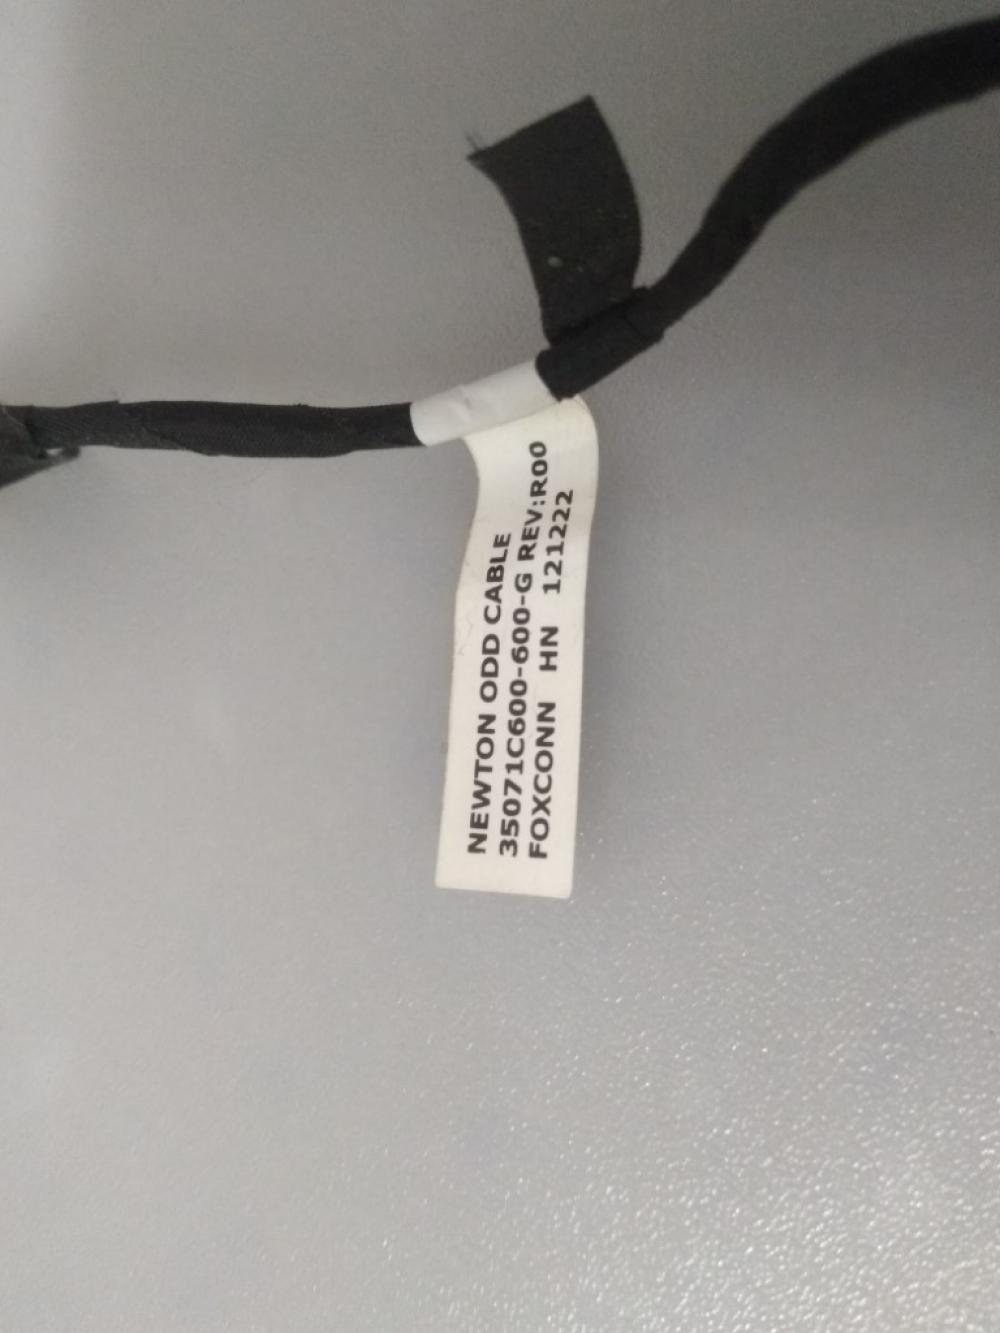 NEWTON ODD CABLE
35071C600-600-G REV:R00
FOXCONN HN 121222